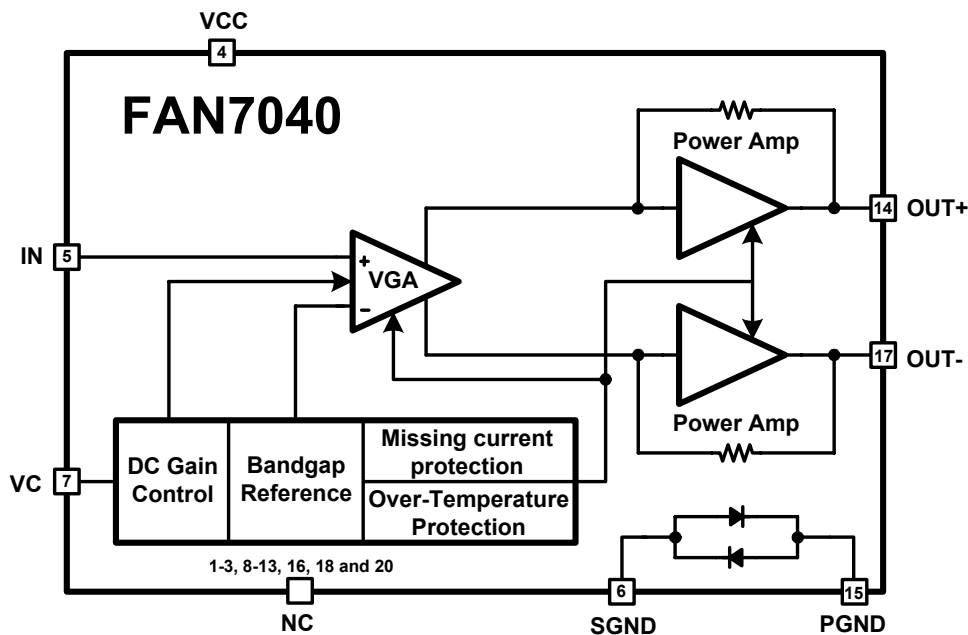 VCC
4
FAN7040
Power Amp
14 OUT+
IN 5
+
VGA
−
17 OUT-
Power Amp
VC 7
DC Gain
Control
Bandgap
Reference
Missing current
protection
Over-Temperature
Protection
1-3, 8-13, 16, 18 and 20
NC
6
SGND
15
PGND